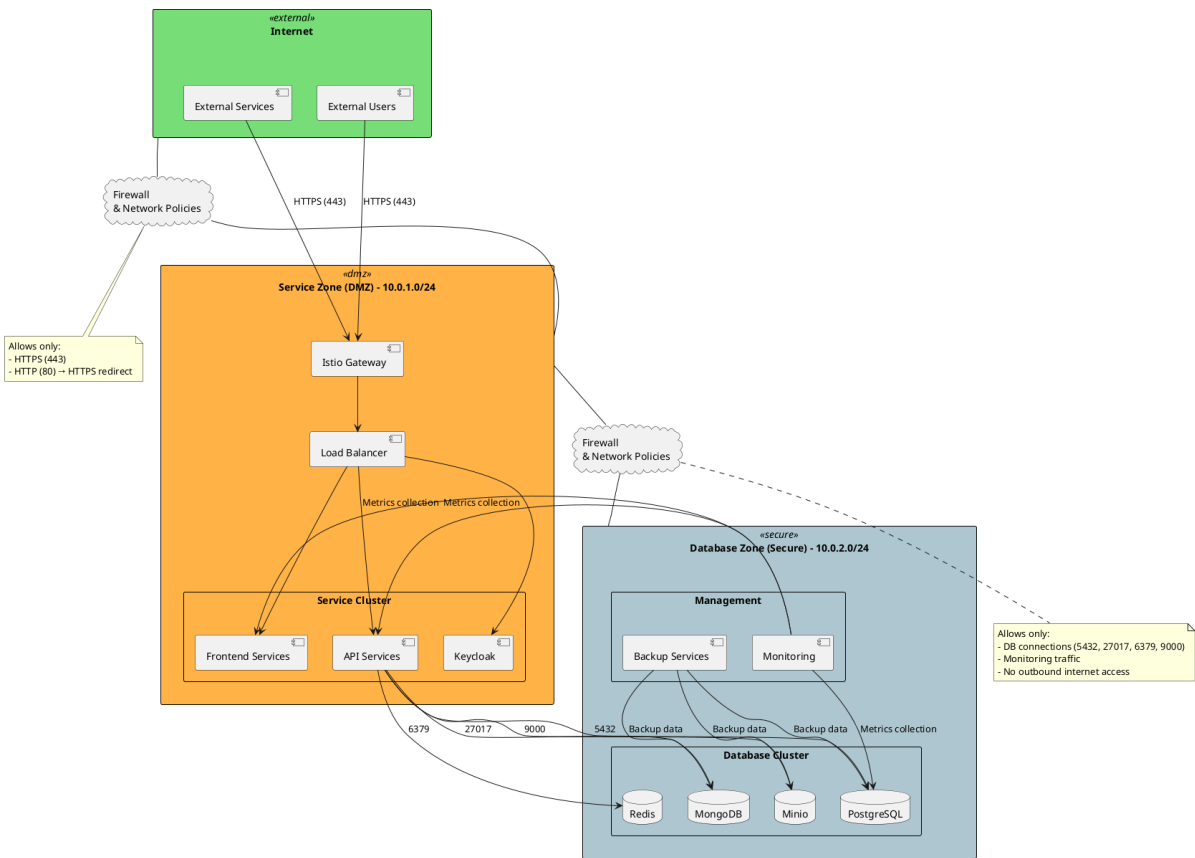 «external»
Internet
External Services
External Users
Firewall
& Network Policies
HTTPS (443)
HTTPS (443)
«dmz»
Service Zone (DMZ) - 10.0.1.0/24
Allows only:
- HTTPS (443)
- HTTP (80) → HTTPS redirect
Istio Gateway
Load Balancer
Firewall
& Network Policies
Metrics collection
Metrics collection
«secure»
Database Zone (Secure) - 10.0.2.0/24
Service Cluster
Management
Frontend Services
API Services
Keycloak
Backup Services
Monitoring
Allows only:
- DB connections (5432, 27017, 6379, 9000)
- Monitoring traffic
- No outbound internet access
6379
27017
9000
5432
Backup data
Backup data
Backup data
Metrics collection
Database Cluster
Redis
MongoDB
Minio
PostgreSQL